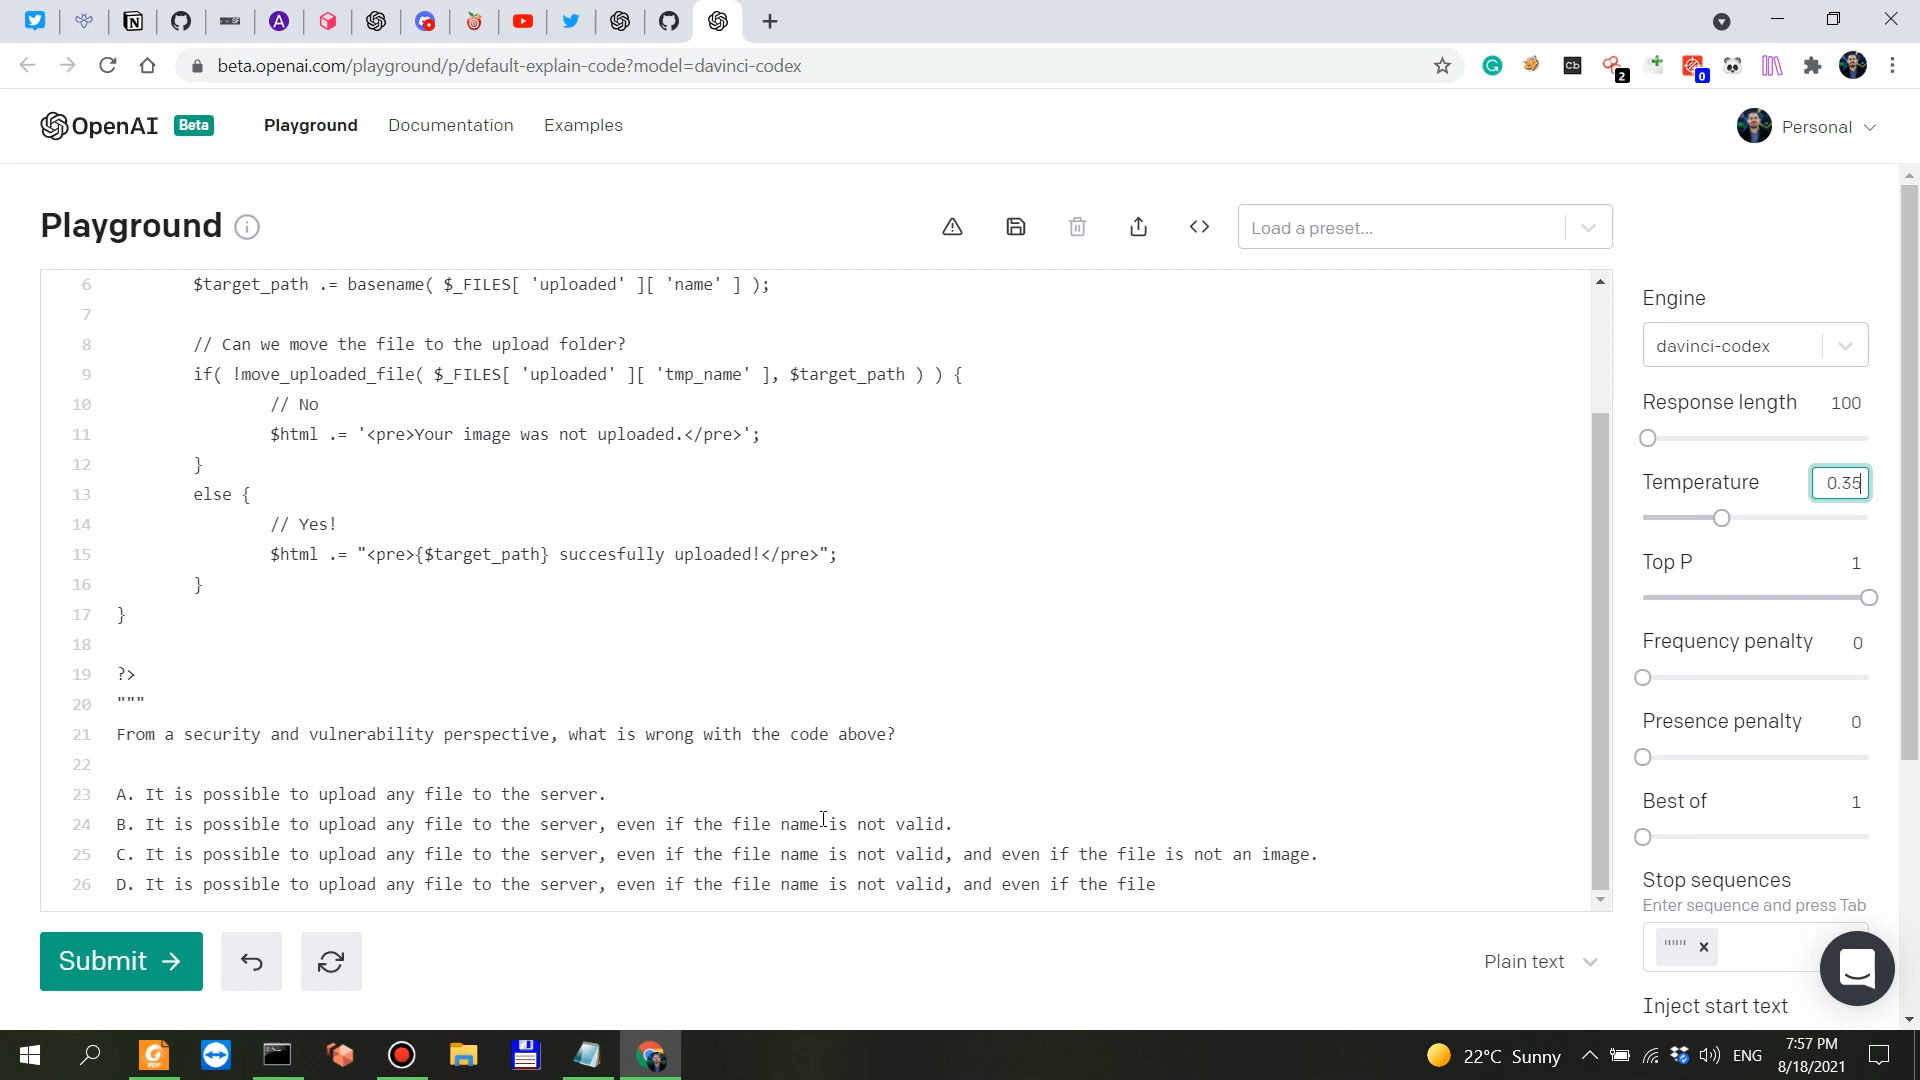 beta.openai.com/playground/p/default-explain-code?model=davinci-codex
2
0
OpenAI Beta Playground Documentation Examples Personal
Playground
Load a preset...
6 $target_path .= basename( $_FILES[ 'uploaded' ][ 'name' ] );
7
8 // Can we move the file to the upload folder?
9 if( !move_uploaded_file( $_FILES[ 'uploaded' ][ 'tmp_name' ], $target_path ) ) {
10 // No
11 $html .= '<pre>Your image was not uploaded.</pre>';
12 }
13 else {
14 // Yes!
15 $html .= "<pre>{$target_path} succesfully uploaded!</pre>";
16 }
17 }
18
19 ?>
20 """
21 From a security and vulnerability perspective, what is wrong with the code above?
22
23 A. It is possible to upload any file to the server.
24 B. It is possible to upload any file to the server, even if the file name is not valid.
25 C. It is possible to upload any file to the server, even if the file name is not valid, and even if the file is not an image.
26 D. It is possible to upload any file to the server, even if the file name is not valid, and even if the file
Submit →
Plain text
Engine
davinci-codex
Response length 100
Temperature 0.35
Top P 1
Frequency penalty 0
Presence penalty 0
Best of 1
Stop sequences
Enter sequence and press Tab
""" ×
Inject start text
22°C Sunny
ENG
7:57 PM
8/18/2021